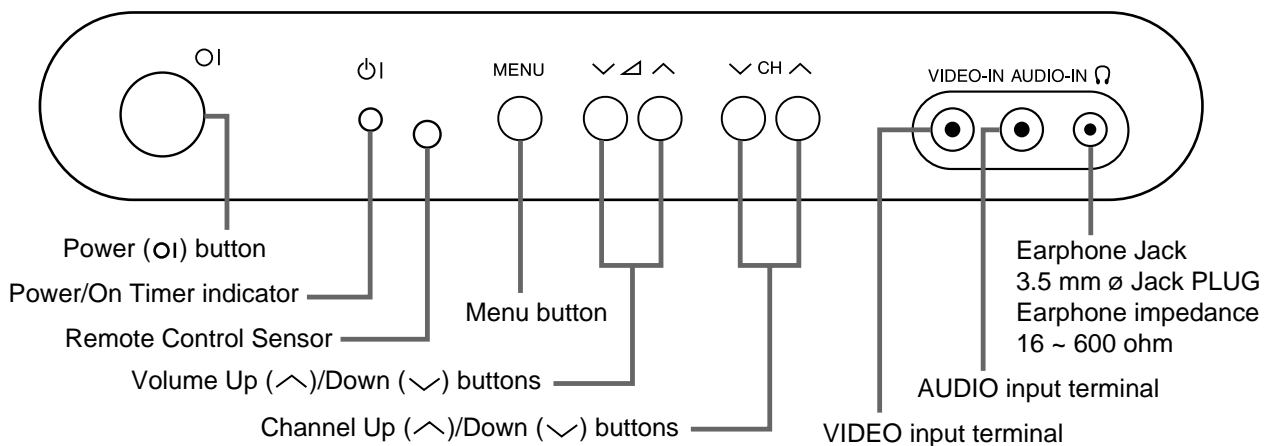 MENU
CH
VIDEO-IN AUDIO-IN
Power ( ) button
Power/On Timer indicator
Remote Control Sensor
Volume Up ( )/Down ( ) buttons
Channel Up ( )/Down ( ) buttons
Menu button
Earphone Jack
3.5 mm ø Jack PLUG
Earphone impedance
16 ~ 600 ohm
AUDIO input terminal
VIDEO input terminal